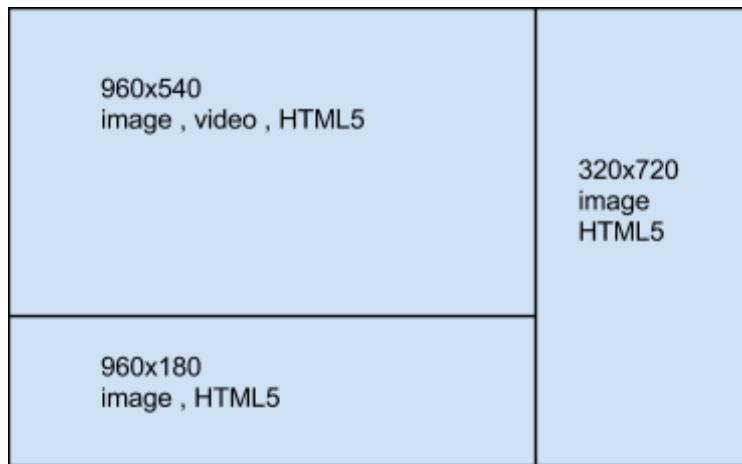 960x540
image , video , HTML5
320x720
image
HTML5
960x180
image , HTML5